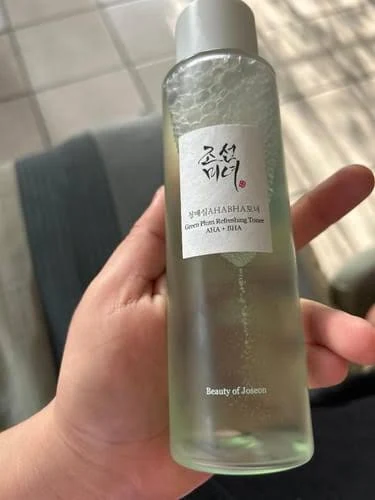 조선
미녀
청매실AHABHA토너
Green Plum Refreshing Toner
AHA + BHA
Beauty of Joseon